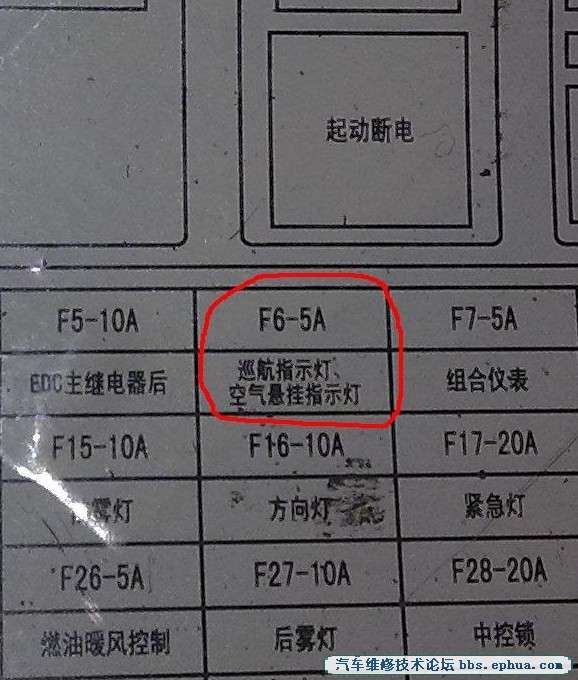 起动断电
F5-10A
F6-5A
F7-5A
EDC主继电器后
巡航指示灯、
空气悬挂指示灯
组合仪表
F15-10A
F16-10A
F17-20A
雾灯
方向灯
紧急灯
F26-5A
F27-10A
F28-20A
燃油暖风控制
后雾灯
中控锁
汽车维修技术论坛 bbs.ephua.com